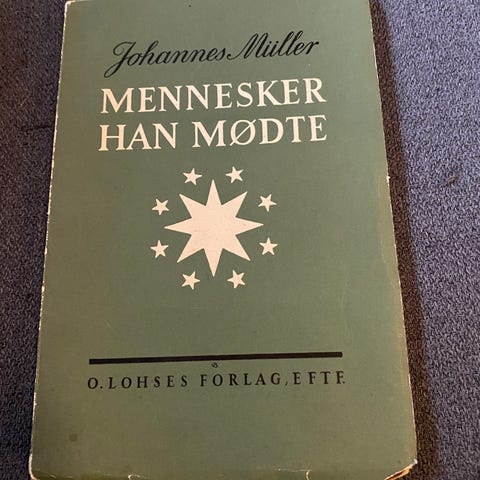 Johannes Müller
MENNESKER
HAN MØDTE
O. LOHSES FORLAG, EFTF.